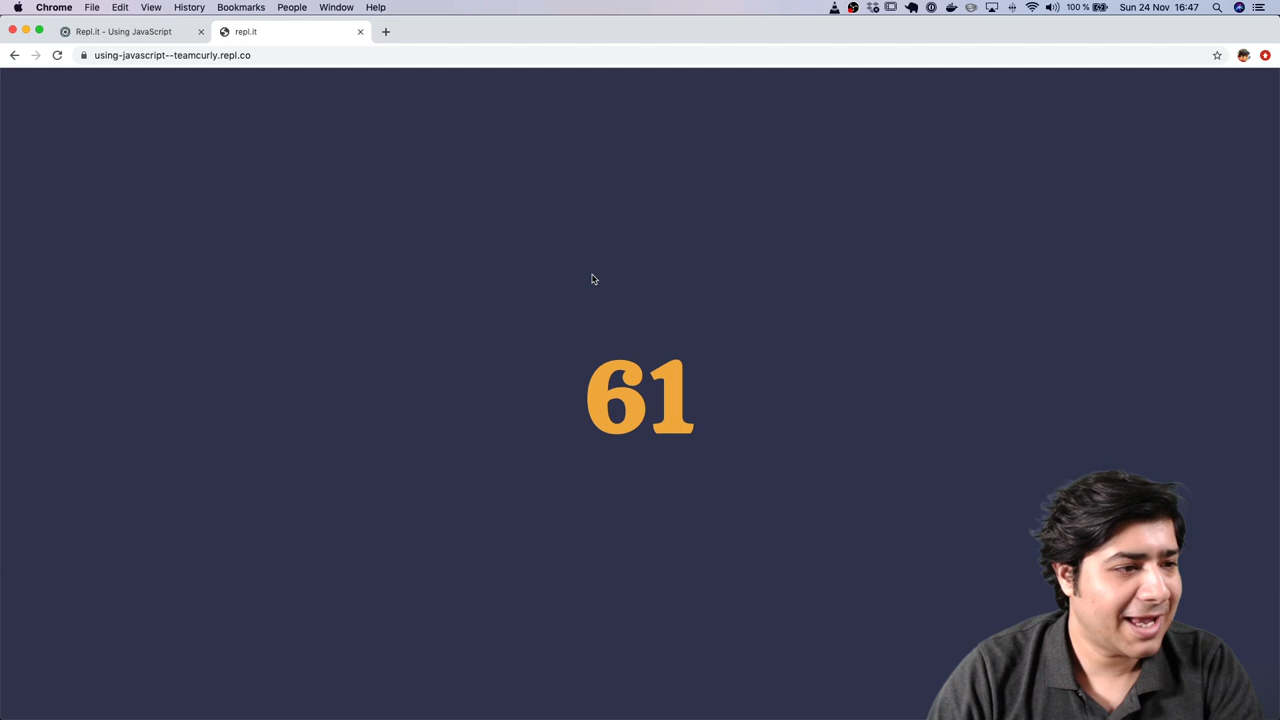 Chrome File Edit View History Bookmarks People Window Help 100 % Sun 24 Nov 16:47
Repl.it - Using JavaScript repl.it
using-javascript--teamcurly.repl.co
61